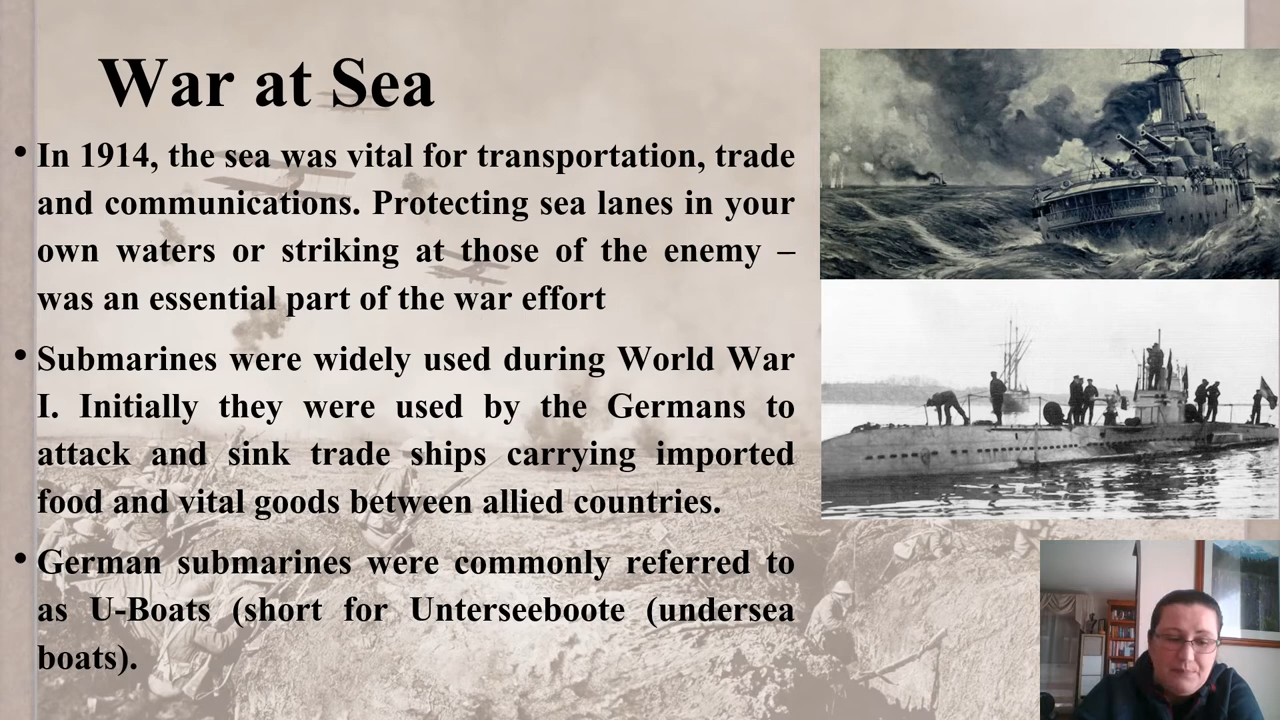 War at Sea
• In 1914, the sea was vital for transportation, trade
and communications. Protecting sea lanes in your
own waters or striking at those of the enemy –
was an essential part of the war effort
• Submarines were widely used during World War
I. Initially they were used by the Germans to
attack and sink trade ships carrying imported
food and vital goods between allied countries.
• German submarines were commonly referred to
as U-Boats (short for Unterseeboote (undersea
boats).